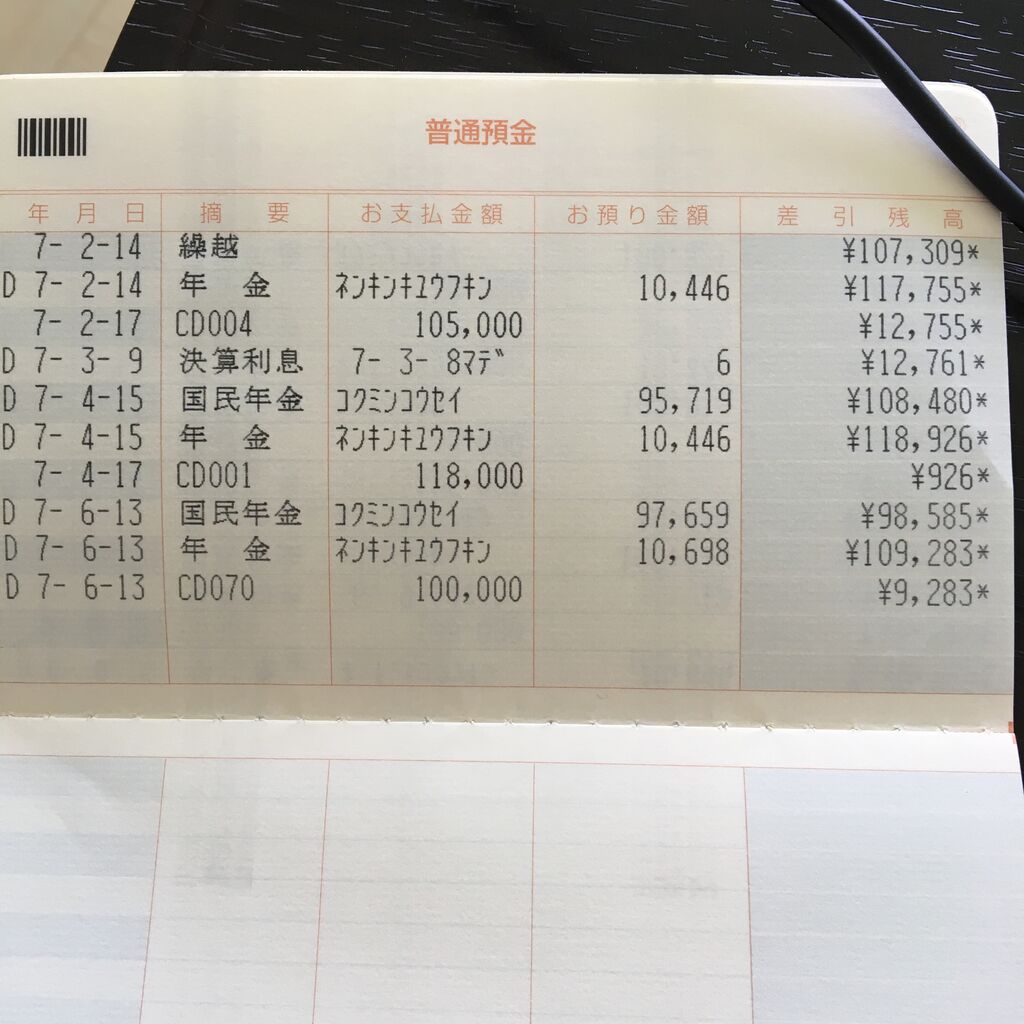 普通預金
年 月 日 摘 要 お支払金額 お預り金額 差 引 残 高
7- 2-14 繰越 ¥107,309*
D 7- 2-14 年 金 ネンキンキユウフキン 10,446 ¥117,755*
7- 2-17 CD004 105,000 ¥12,755*
D 7- 3- 9 決算利息 7- 3- 8マデ 6 ¥12,761*
D 7- 4-15 国民年金 コクミンコウセイ 95,719 ¥108,480*
D 7- 4-15 年 金 ネンキンキユウフキン 10,446 ¥118,926*
7- 4-17 CD001 118,000 ¥926*
D 7- 6-13 国民年金 コクミンコウセイ 97,659 ¥98,585*
D 7- 6-13 年 金 ネンキンキユウフキン 10,698 ¥109,283*
D 7- 6-13 CD070 100,000 ¥9,283*